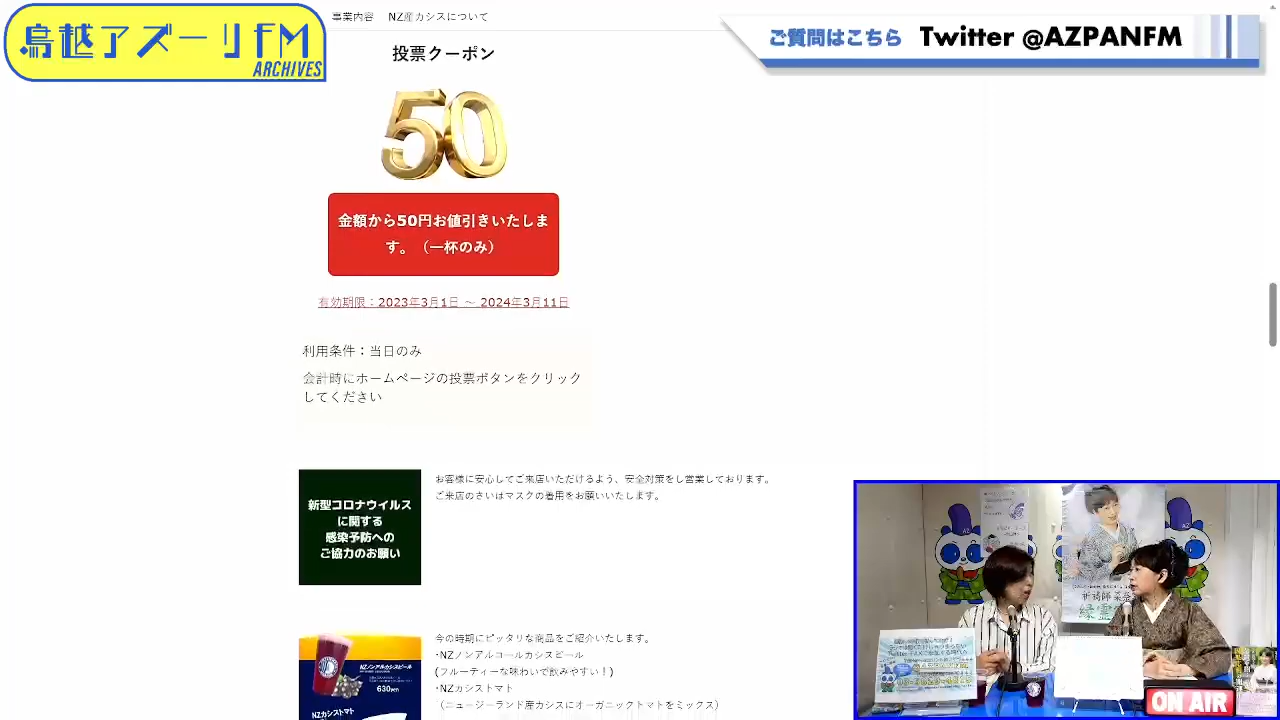 鳥越アズーリFM
ARCHIVES
事業内容 NZ産カシスについて
ご質問はこちら Twitter @AZPANFM
投票クーポン
50
金額から50円お値引きいたしま
す。（一杯のみ）
有効期限：2023年3月1日 ～ 2024年3月11日
利用条件：当日のみ
会計時にホームページの投票ボタンをクリック
してください
新型コロナウイルス
に関する
感染予防への
ご協力のお願い
お客様に安心してご来店いただけるよう、安全対策をし営業しております。
ご来店のさいはマスクの着用をお願いいたします。
NZノンアルカシスビール
630yen
NZカシストマト
今の時期にピッタリな商品をご紹介いたします。
・NZノンアルコールカシスビール
(フルーティーな味わいで飲みやすい！)
・NZカシストマト
（ニュージーランド産カシスにオーガニックトマトをミックス）
AZ
ON AIR